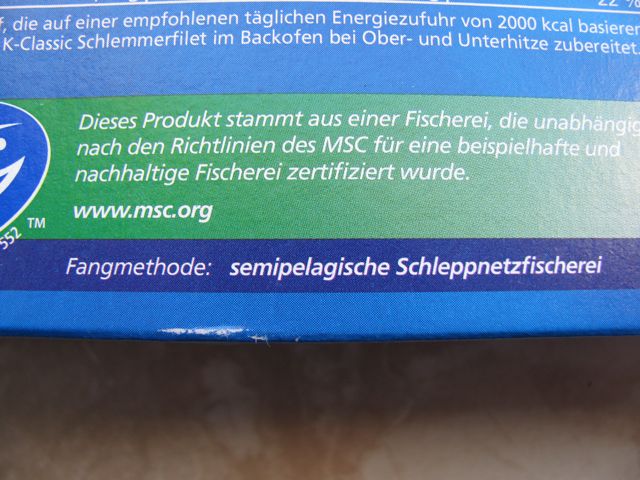 22 %
die auf einer empfohlenen täglichen Energiezufuhr von 2000 kcal basieren
K-Classic Schlemmerfilet im Backofen bei Ober- und Unterhitze zubereitet.
Dieses Produkt stammt aus einer Fischerei, die unabhängig
nach den Richtlinien des MSC für eine beispielhafte und
nachhaltige Fischerei zertifiziert wurde.
www.msc.org
TM
552
Fangmethode: semipelagische Schleppnetzfischerei